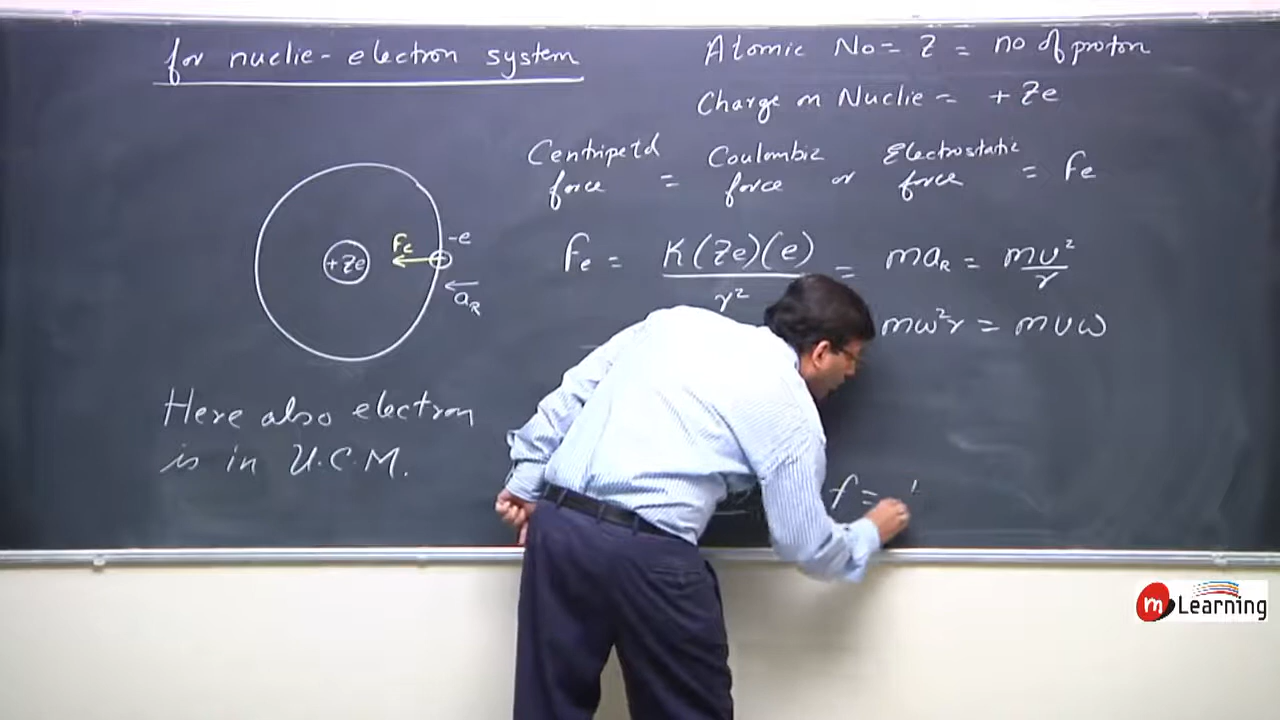 for nuclie - electron system
Atomic No = Z = no of proton
Charge on Nuclie = + Ze
Centripetal force = Coulombic force or Electrostatic force = Fe
Fe = K(Ze)(e) / r² = maR = mv²/r
mω²r = mvω
+Ze
Fe
-e
aR
Here also electron
is in U.C.M.
f =
m Learning